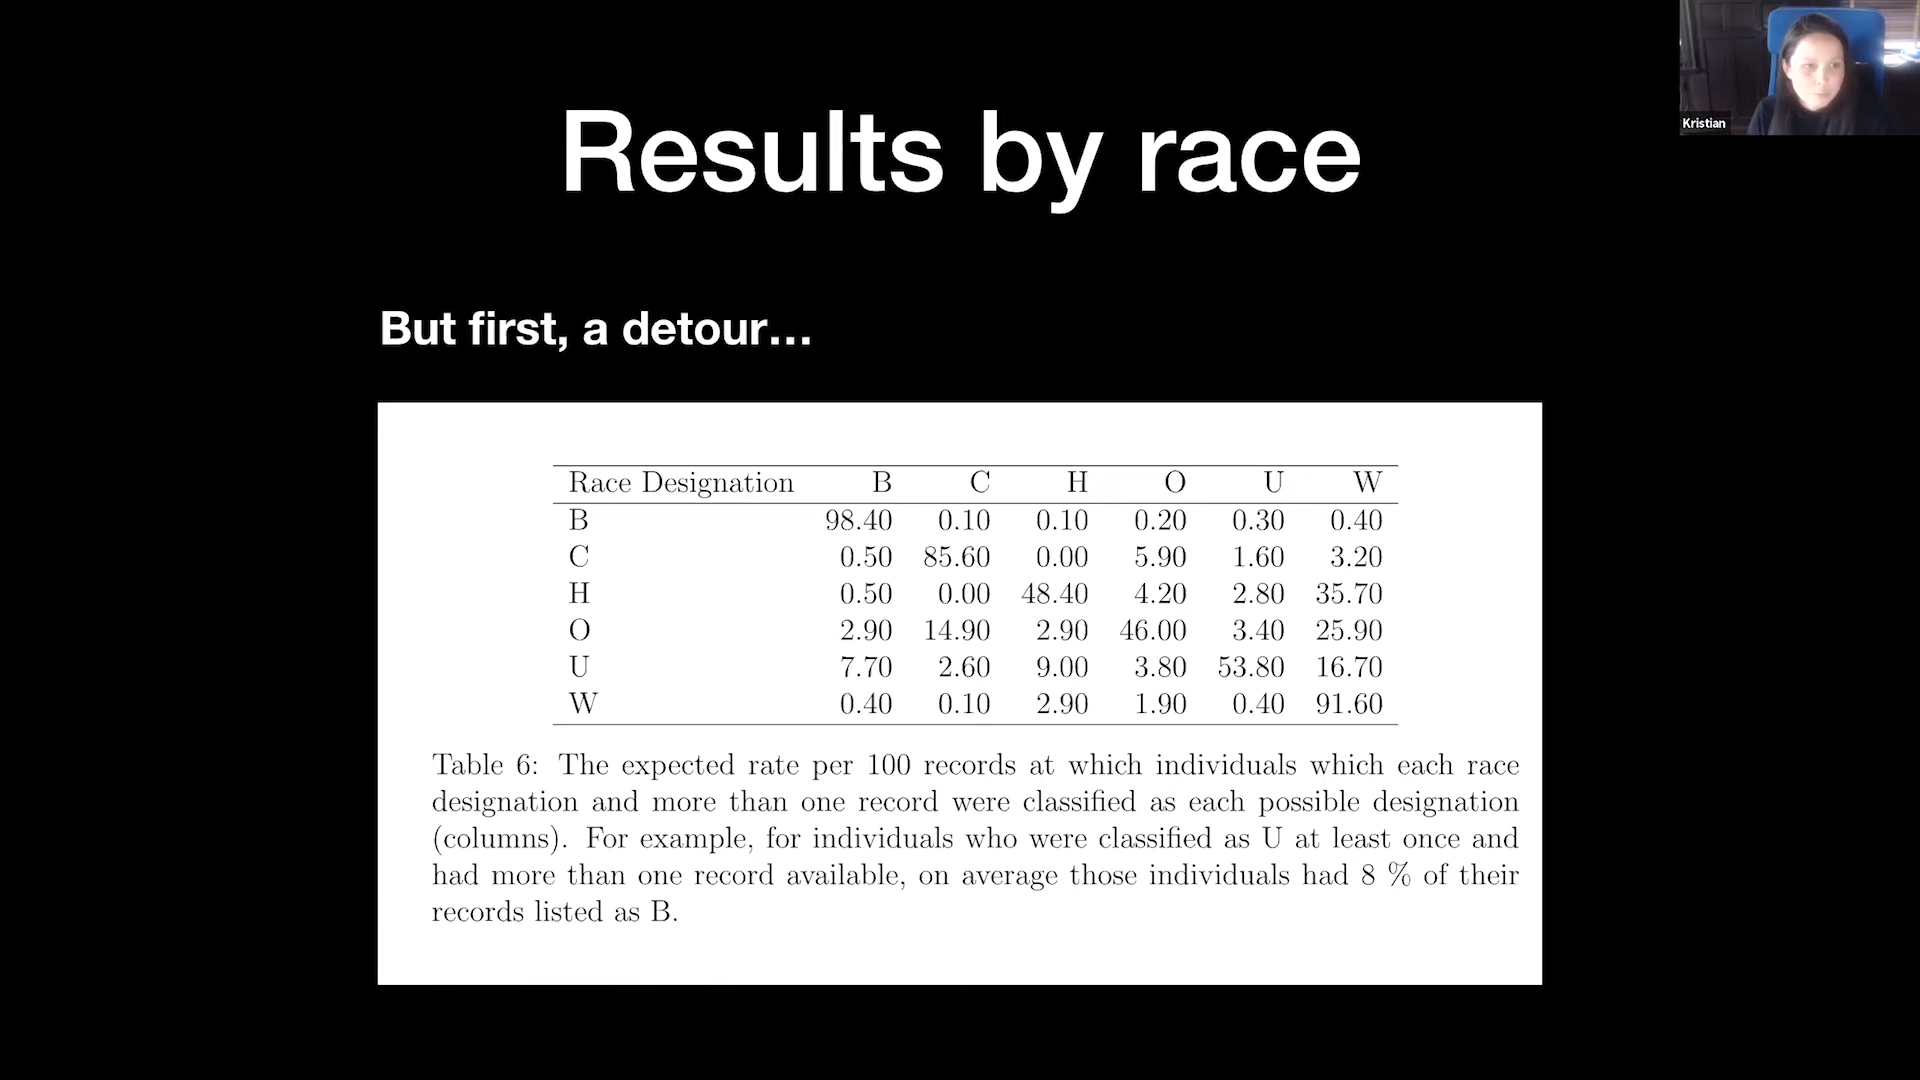 Results by race
Kristian
But first, a detour...
Race Designation B C H O U W
B 98.40 0.10 0.10 0.20 0.30 0.40
C 0.50 85.60 0.00 5.90 1.60 3.20
H 0.50 0.00 48.40 4.20 2.80 35.70
O 2.90 14.90 2.90 46.00 3.40 25.90
U 7.70 2.60 9.00 3.80 53.80 16.70
W 0.40 0.10 2.90 1.90 0.40 91.60
Table 6: The expected rate per 100 records at which individuals which each race
designation and more than one record were classified as each possible designation
(columns). For example, for individuals who were classified as U at least once and
had more than one record available, on average those individuals had 8 % of their
records listed as B.